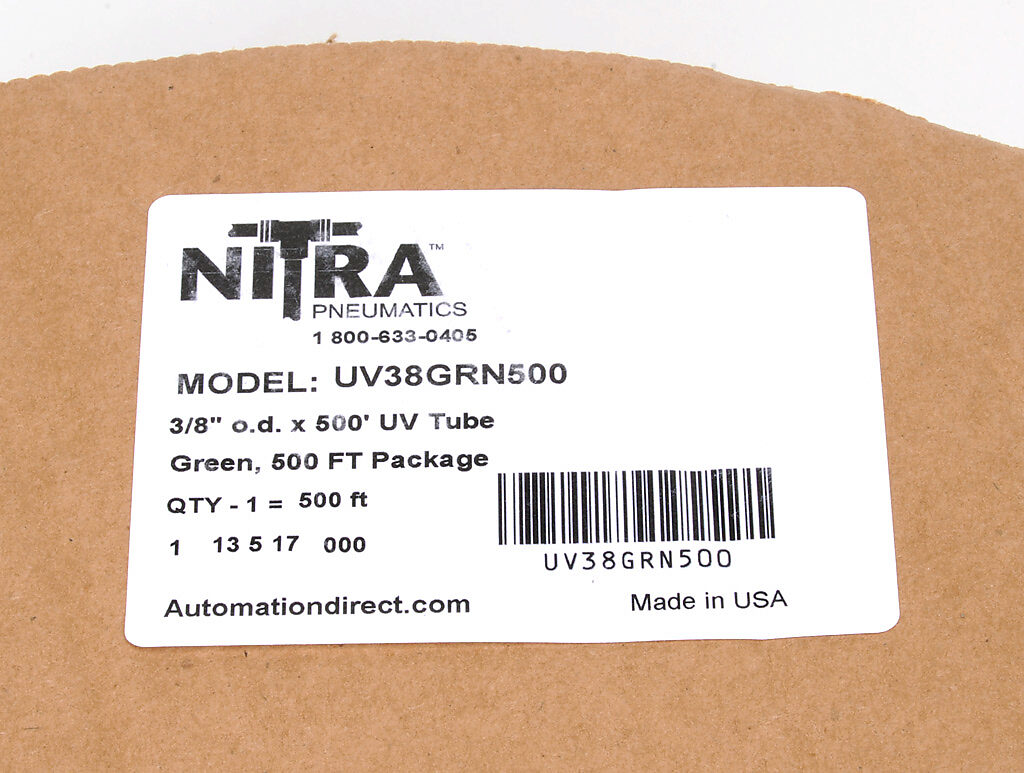 NITRA™
PNEUMATICS
1 800-633-0405
MODEL: UV38GRN500
3/8" o.d. x 500' UV Tube
Green, 500 FT Package
QTY - 1 = 500 ft
1 13 5 17 000
UV38GRN500
Automationdirect.com
Made in USA